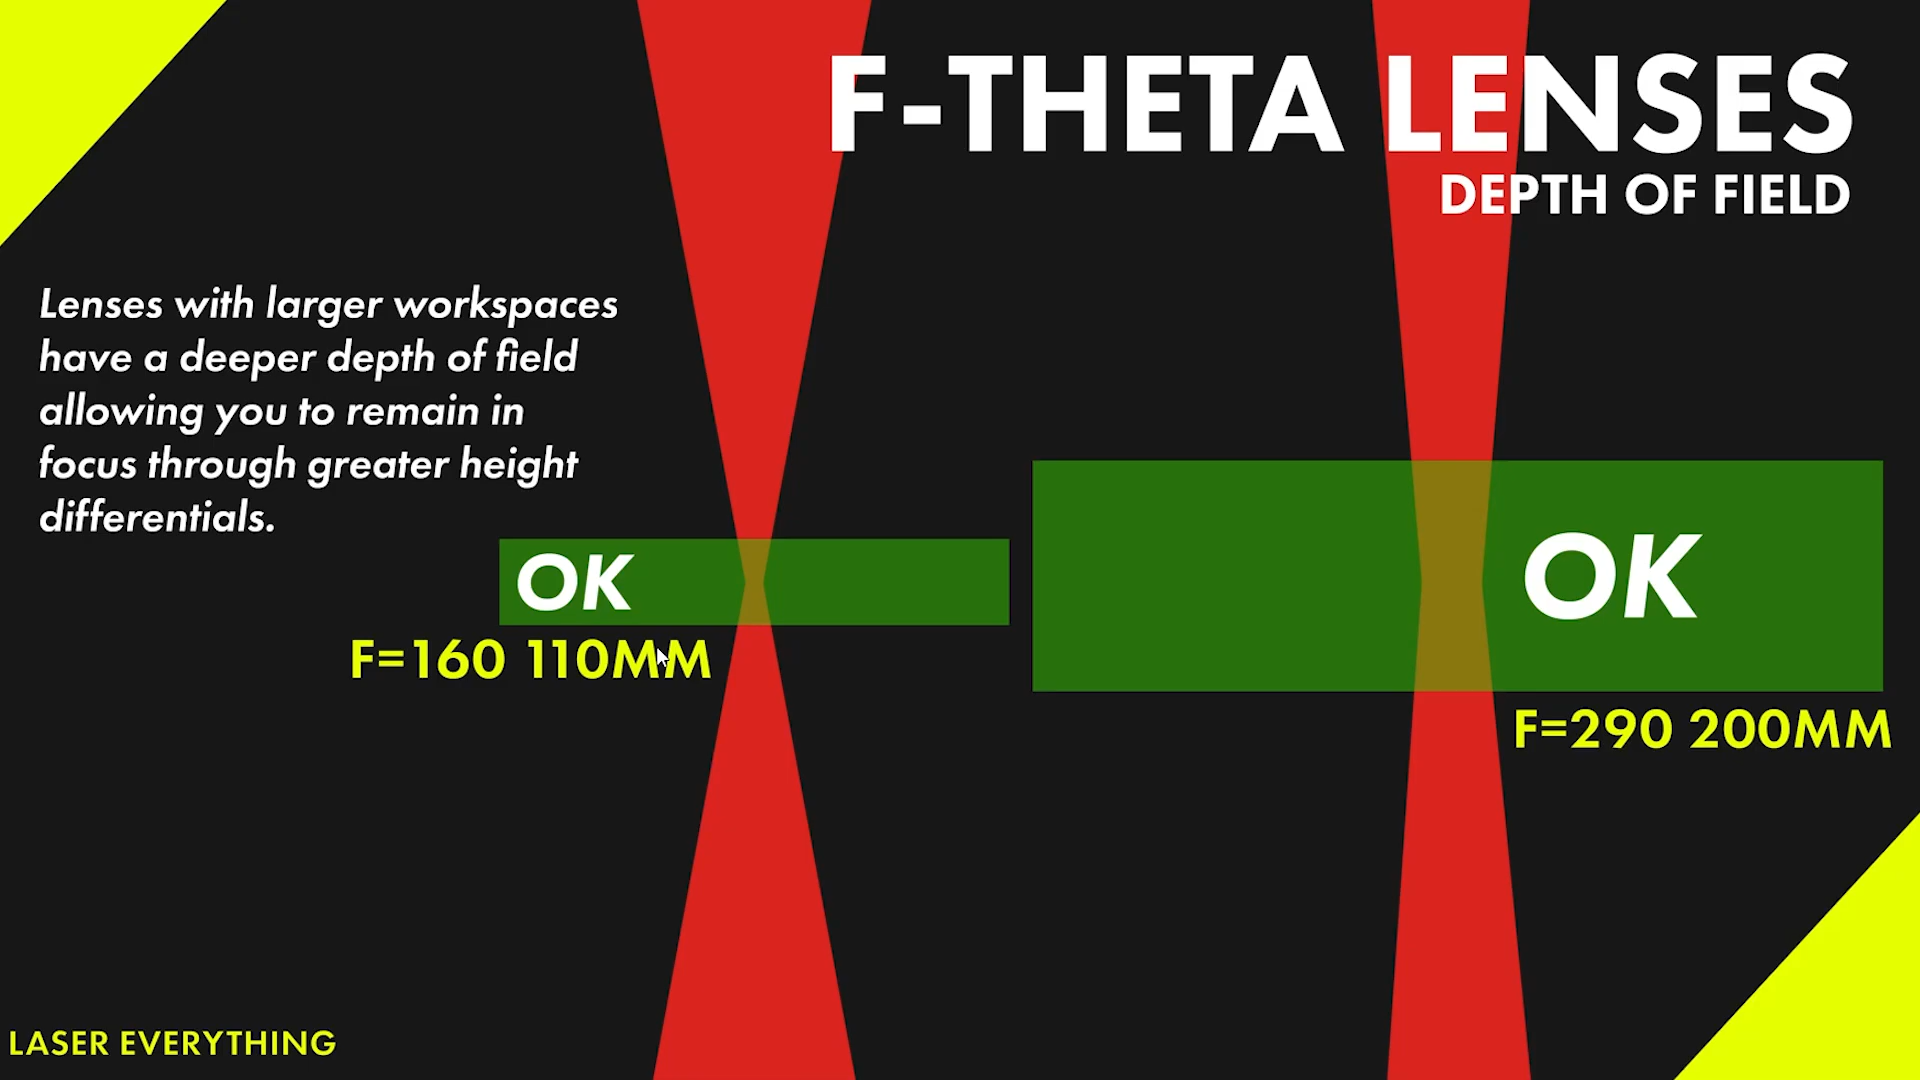 F-THETA LENSES
DEPTH OF FIELD
Lenses with larger workspaces
have a deeper depth of field
allowing you to remain in
focus through greater height
differentials.
OK
F=160 110MM
OK
F=290 200MM
LASER EVERYTHING